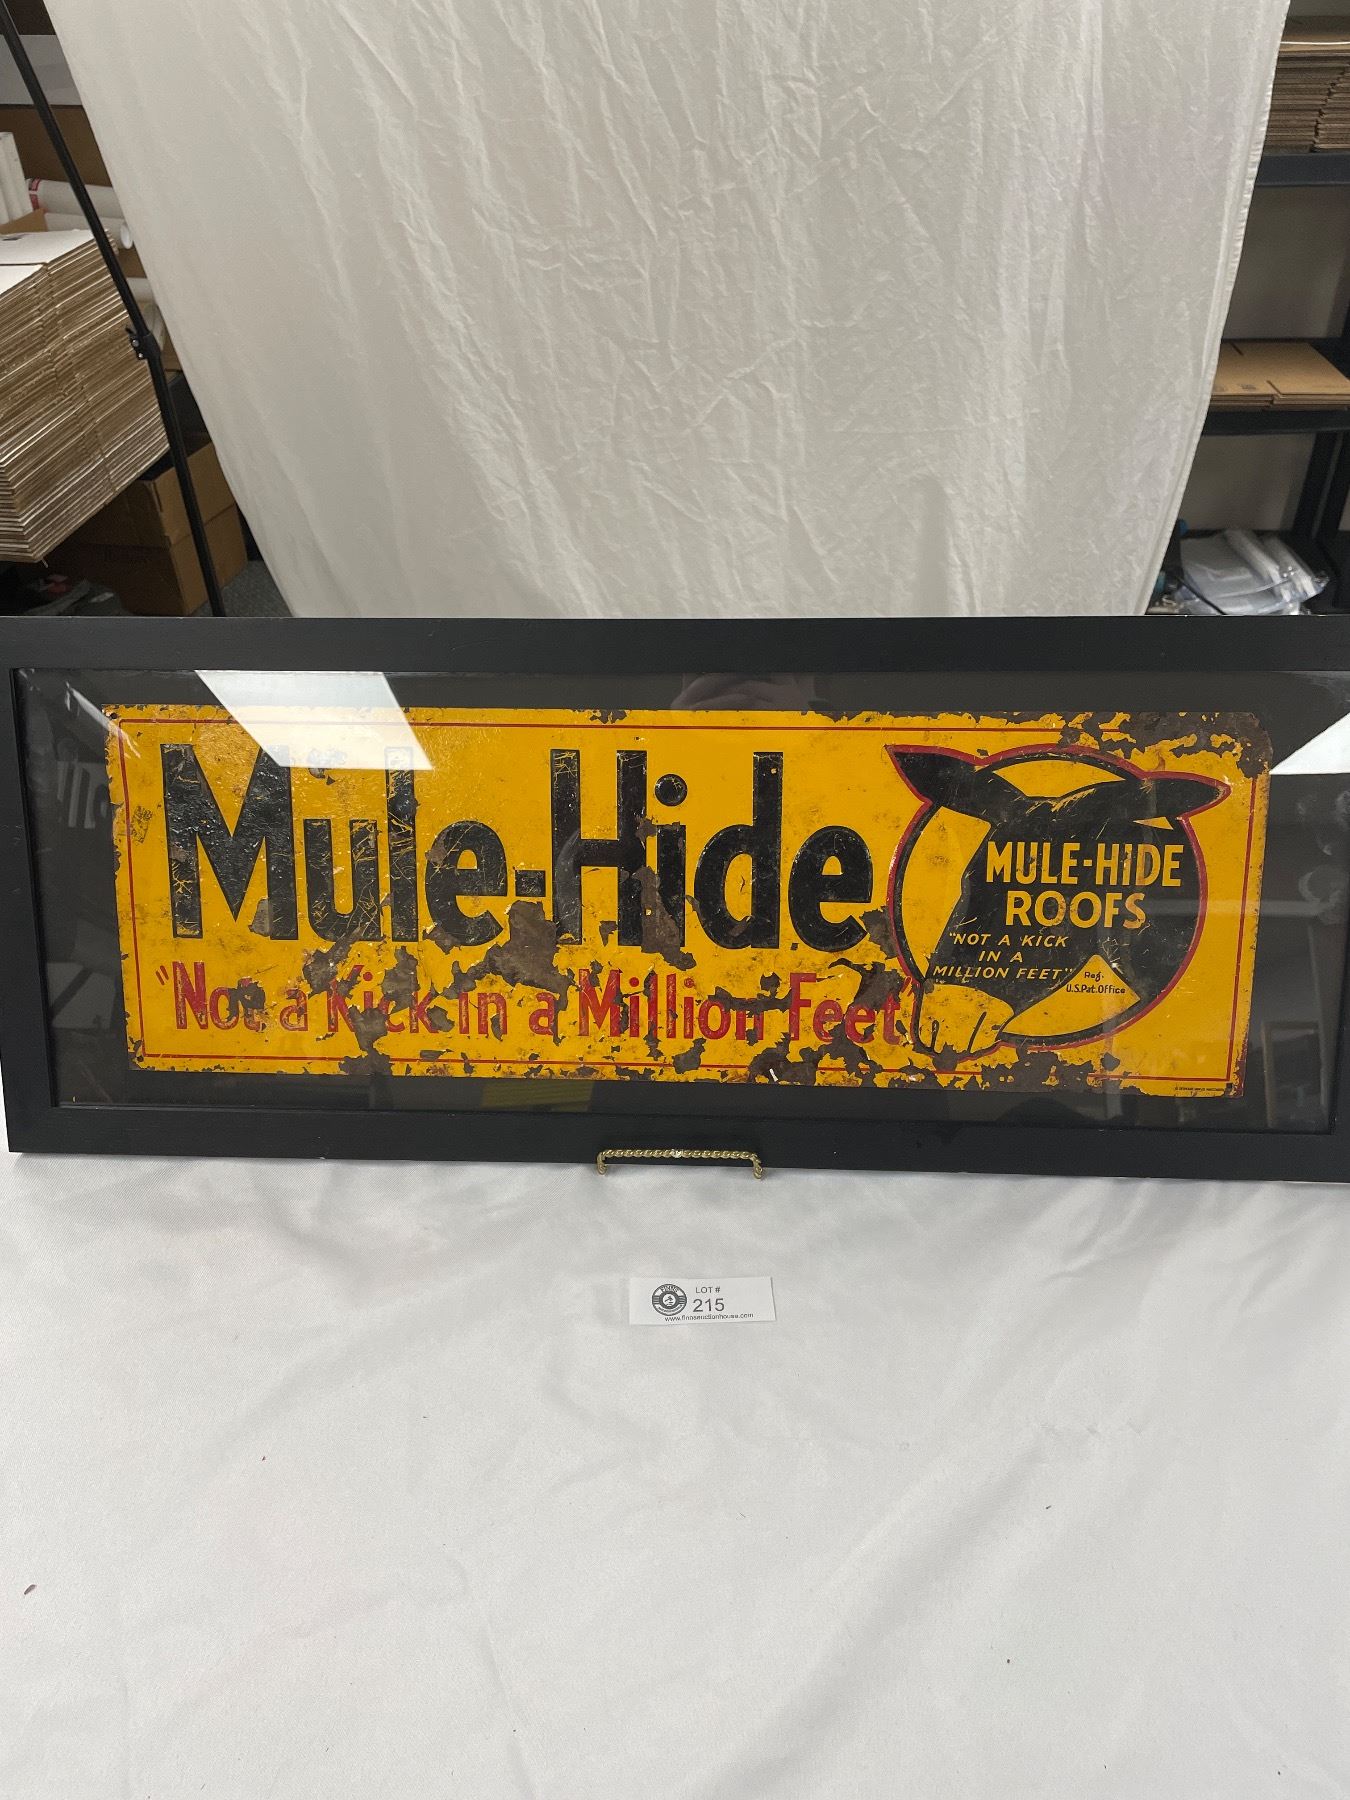 Mule-Hide
"Not a Kick in a Million Feet"
MULE-HIDE
ROOFS
"NOT A KICK
IN A
MILLION FEET"
Reg.
U.S.Pat.Office
LOT #
215